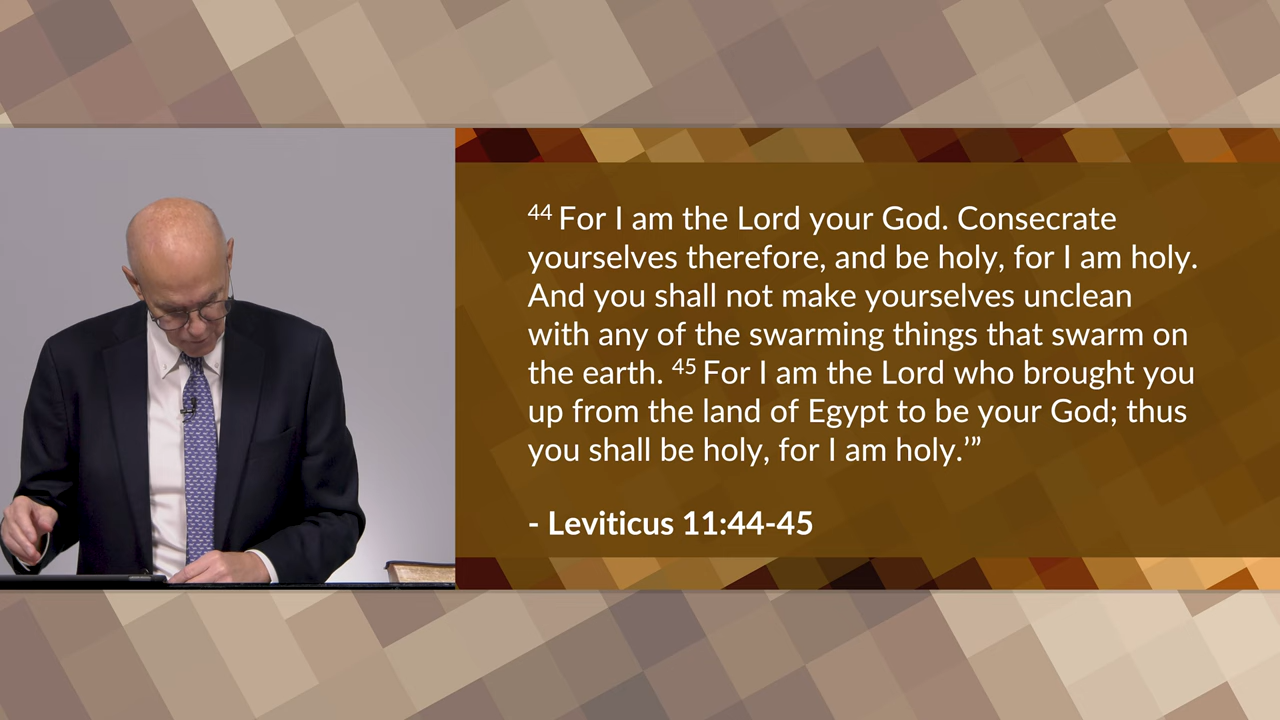 44 For I am the Lord your God. Consecrate
yourselves therefore, and be holy, for I am holy.
And you shall not make yourselves unclean
with any of the swarming things that swarm on
the earth. 45 For I am the Lord who brought you
up from the land of Egypt to be your God; thus
you shall be holy, for I am holy.’”
- Leviticus 11:44-45